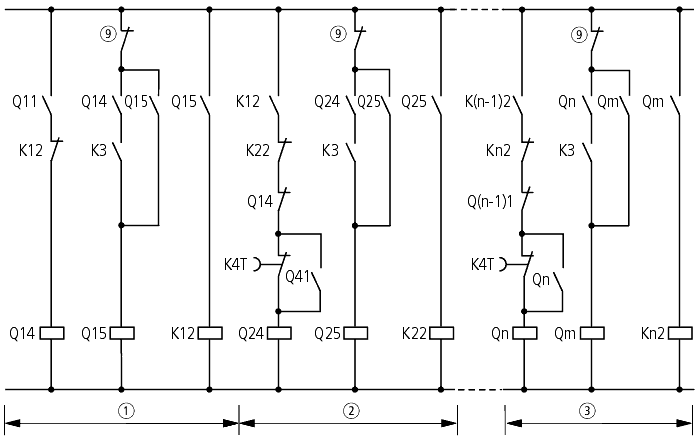 ⑨ ⑨ ⑨
Q11 Q14 Q15 Q15 K12 Q24 Q25 Q25 K(n-1)2 Qn Qm Qm
K12 K3 K22 K3 Kn2 K3
Q14 Q(n-1)1
K4T Q41 K4T Qn
Q14 Q15 K12 Q24 Q25 K22 Qn Qm Kn2
① ② ③